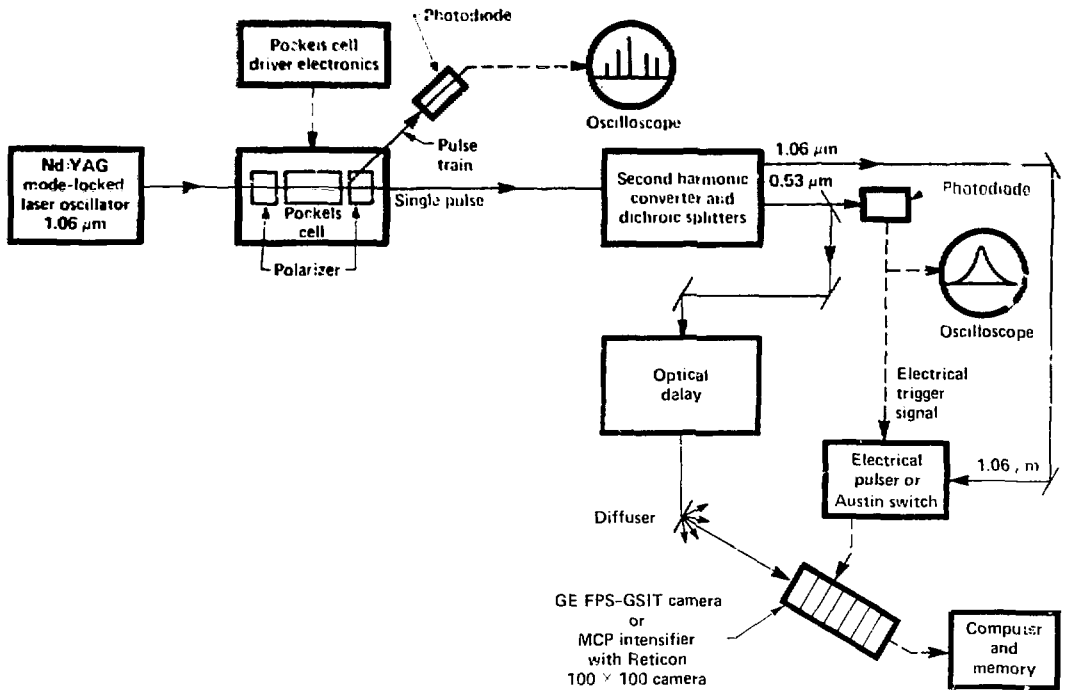 Photodiode
Pockels cell
driver electronics
Oscilloscope
Pulse
train
Nd:YAG
mode-locked
laser oscillator
1.06 μm
Pockels
cell
Single pulse
Polarizer
Second harmonic
converter and
dichroic splitters
1.06 μm
0.53 μm
Photodiode
Oscilloscope
Optical
delay
Electrical
trigger
signal
Electrical
pulser or
Austin switch
1.06 , m
Diffuser
GE FPS-GSIT camera
or
MCP intensifier
with Reticon
100 × 100 camera
Computer
and
memory